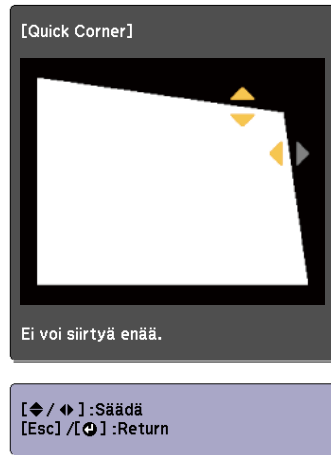 [Quick Corner]
Ei voi siirtyä enää.
[◆/◀▶] :Säädä
[Esc] /[↵] :Return